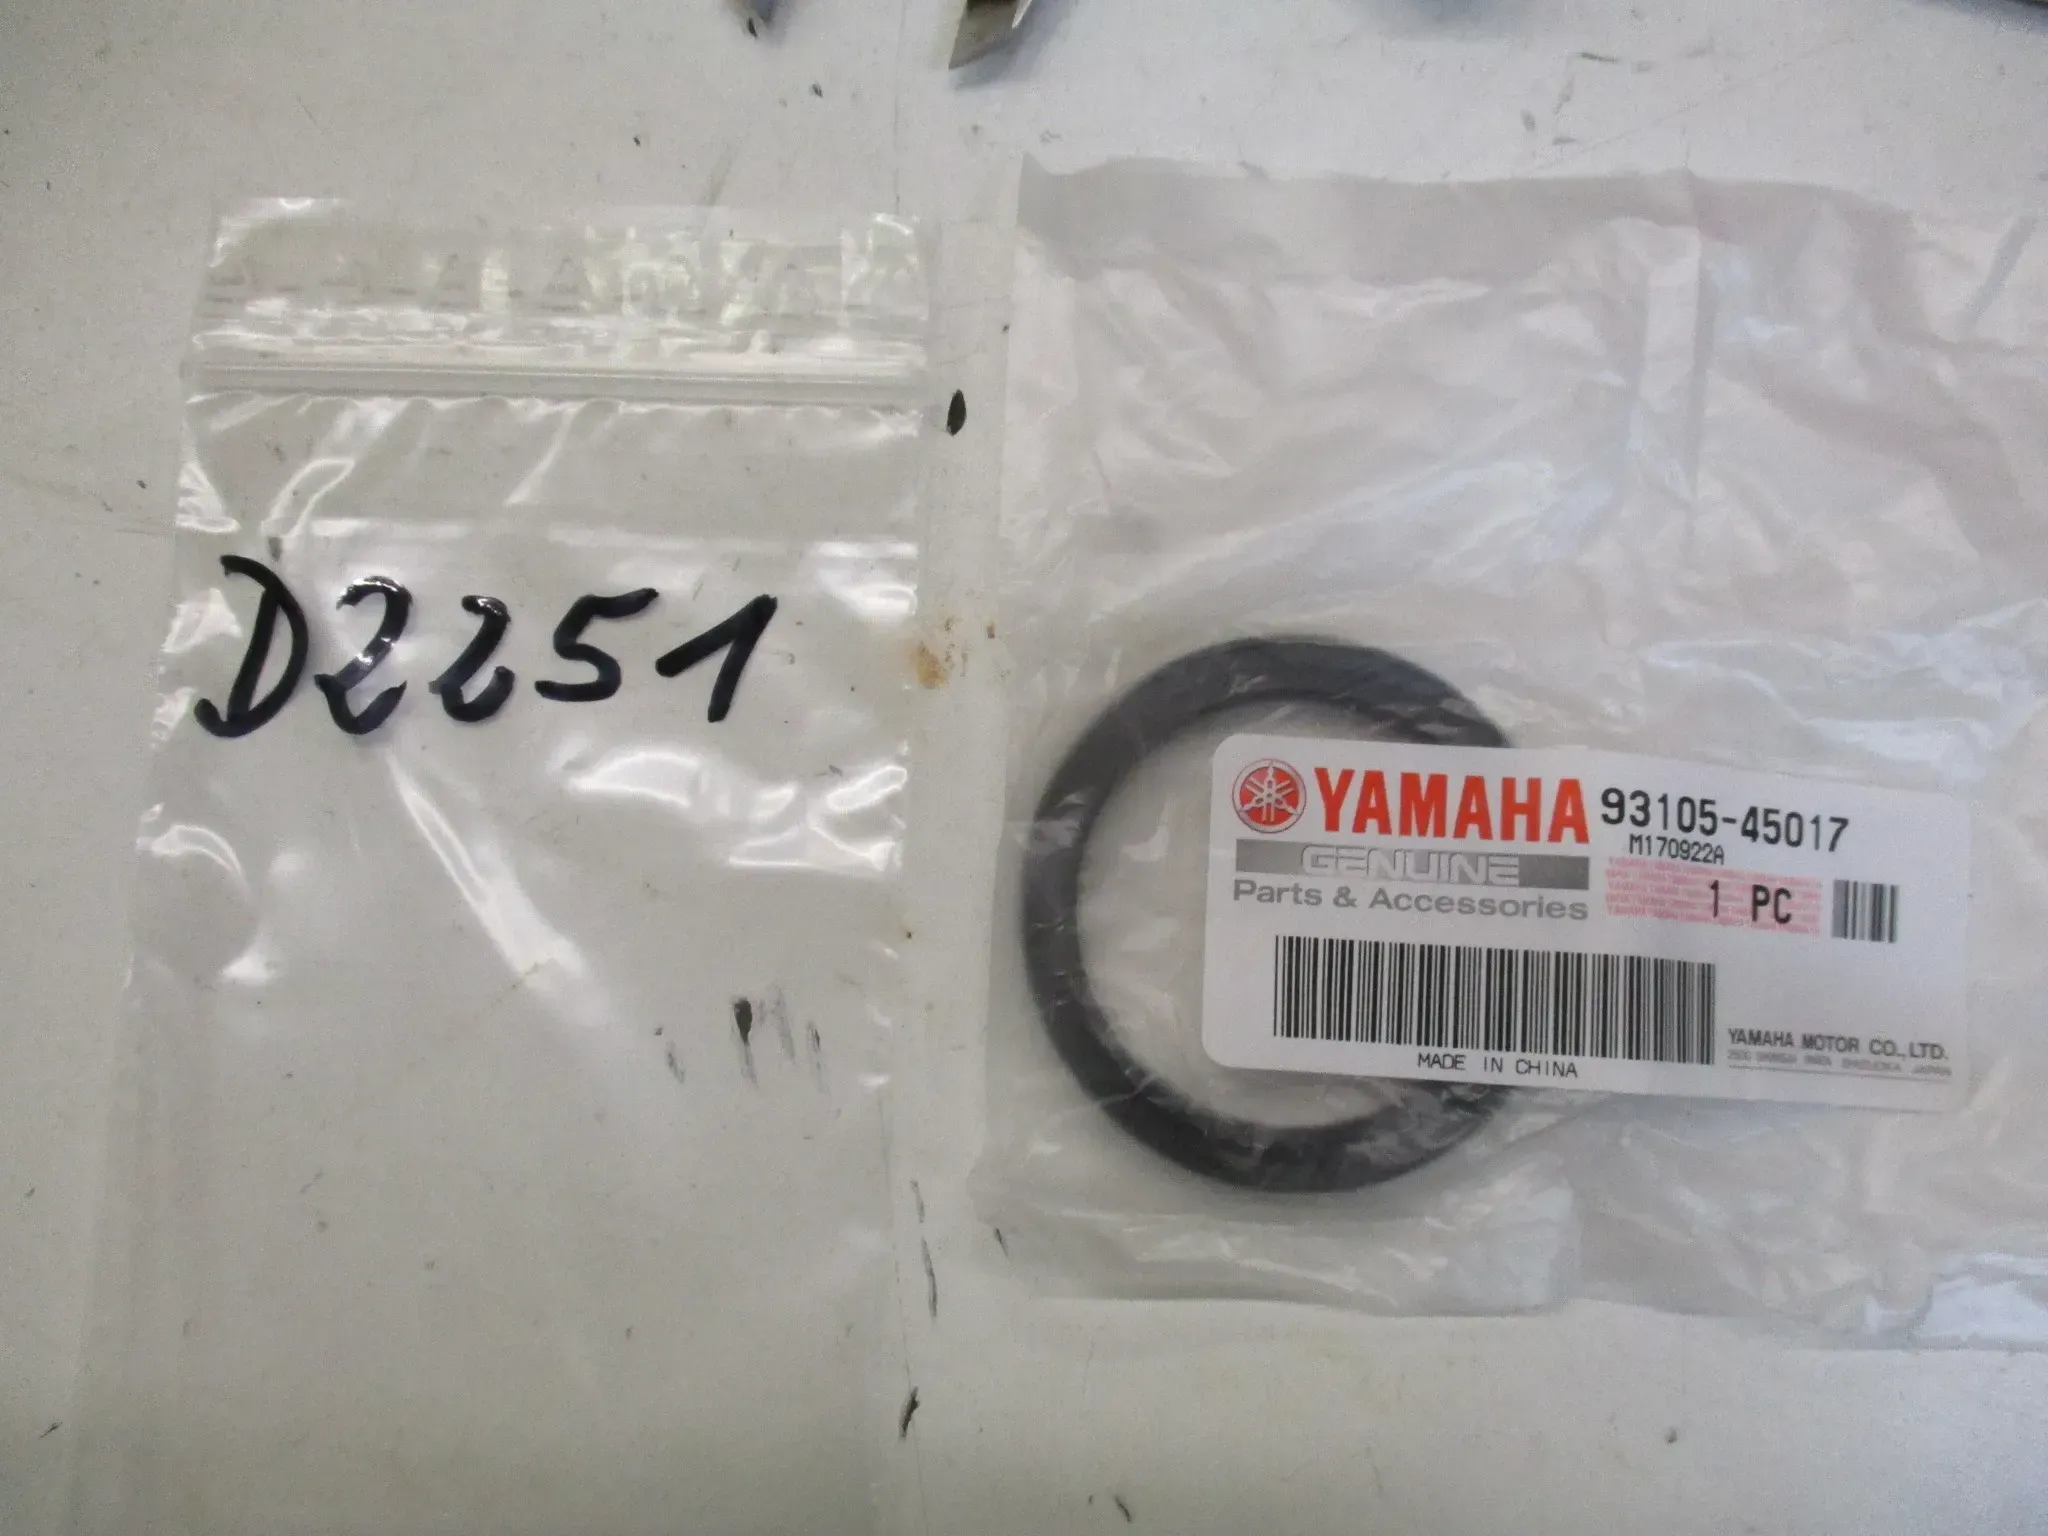 D2251
YAMAHA 93105-45017
M170922A
GENUINE
Parts & Accessories
1 PC
MADE IN CHINA
YAMAHA MOTOR CO., LTD.